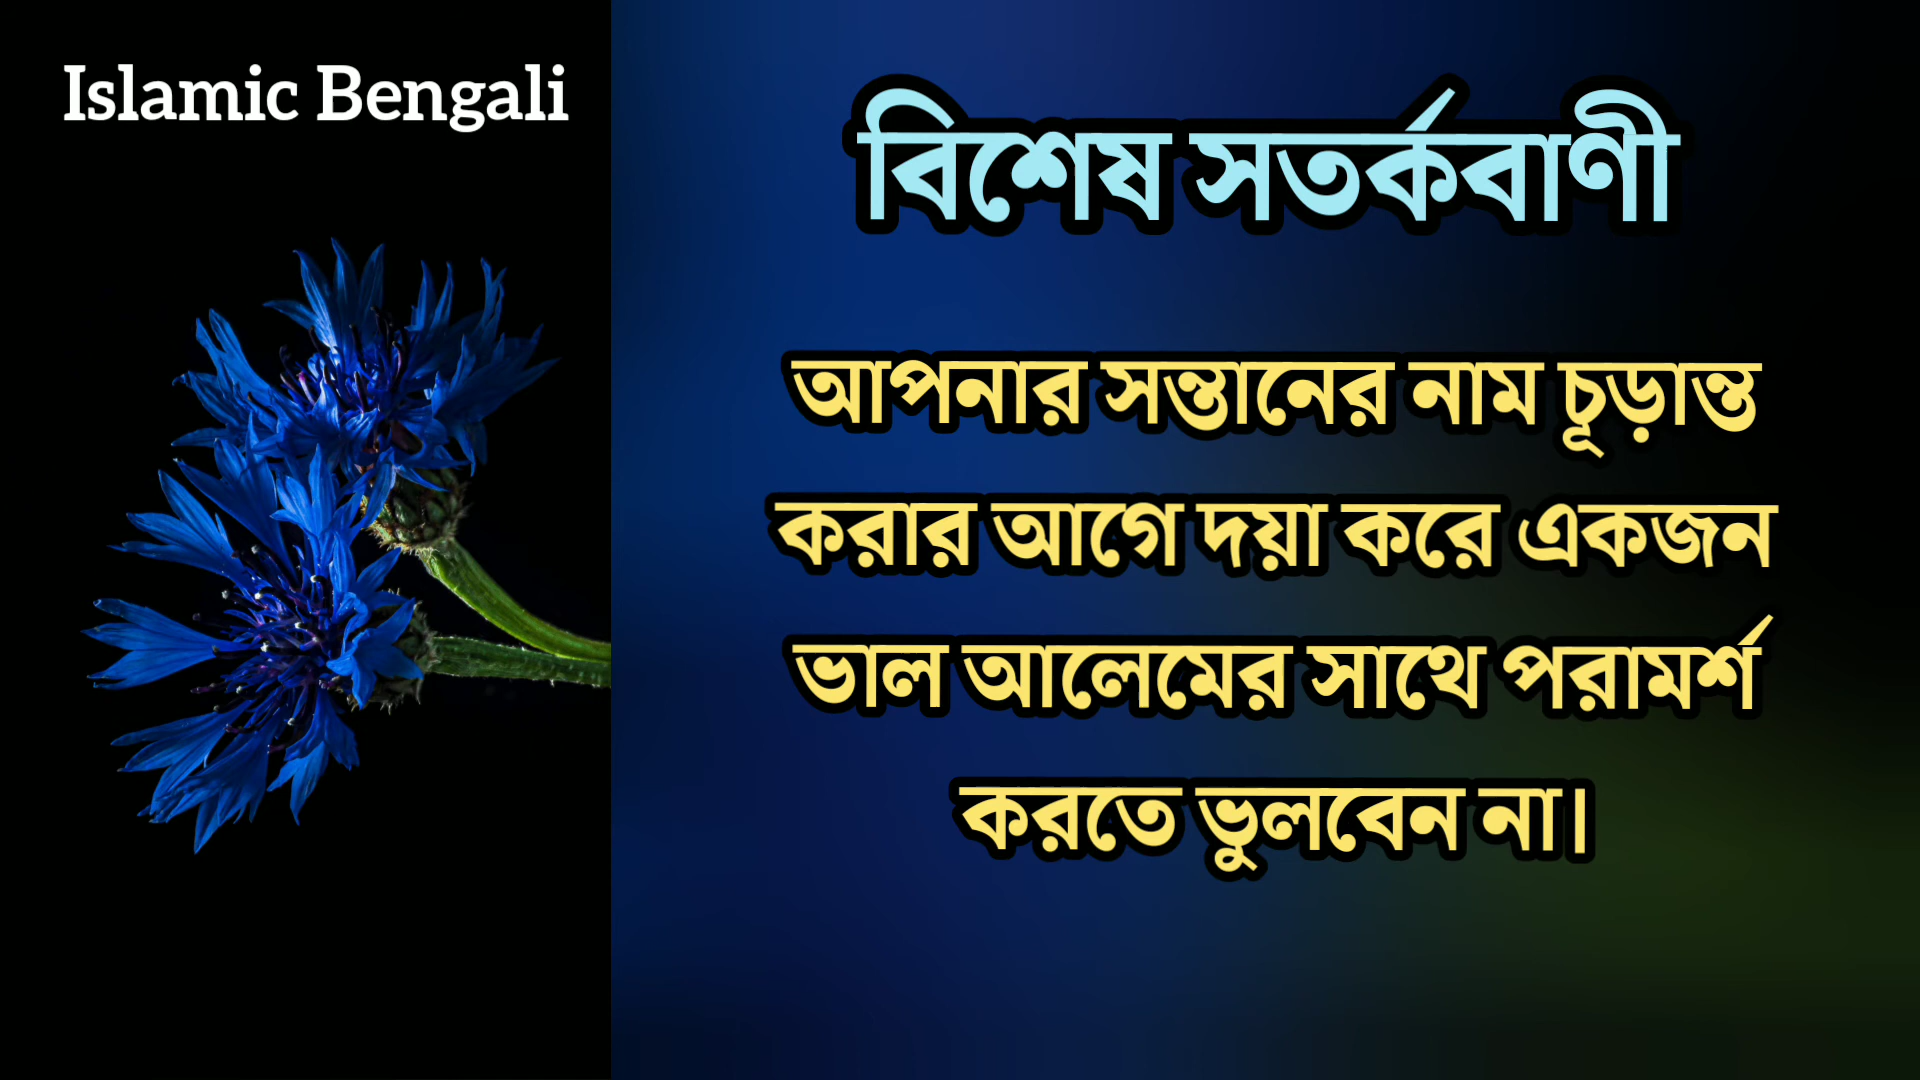 Islamic Bengali
বিশেষ সতর্কবাণী
আপনার সন্তানের নাম চূড়ান্ত
করার আগে দয়া করে একজন
ভাল আলেমের সাথে পরামর্শ
করতে ভুলবেন না।